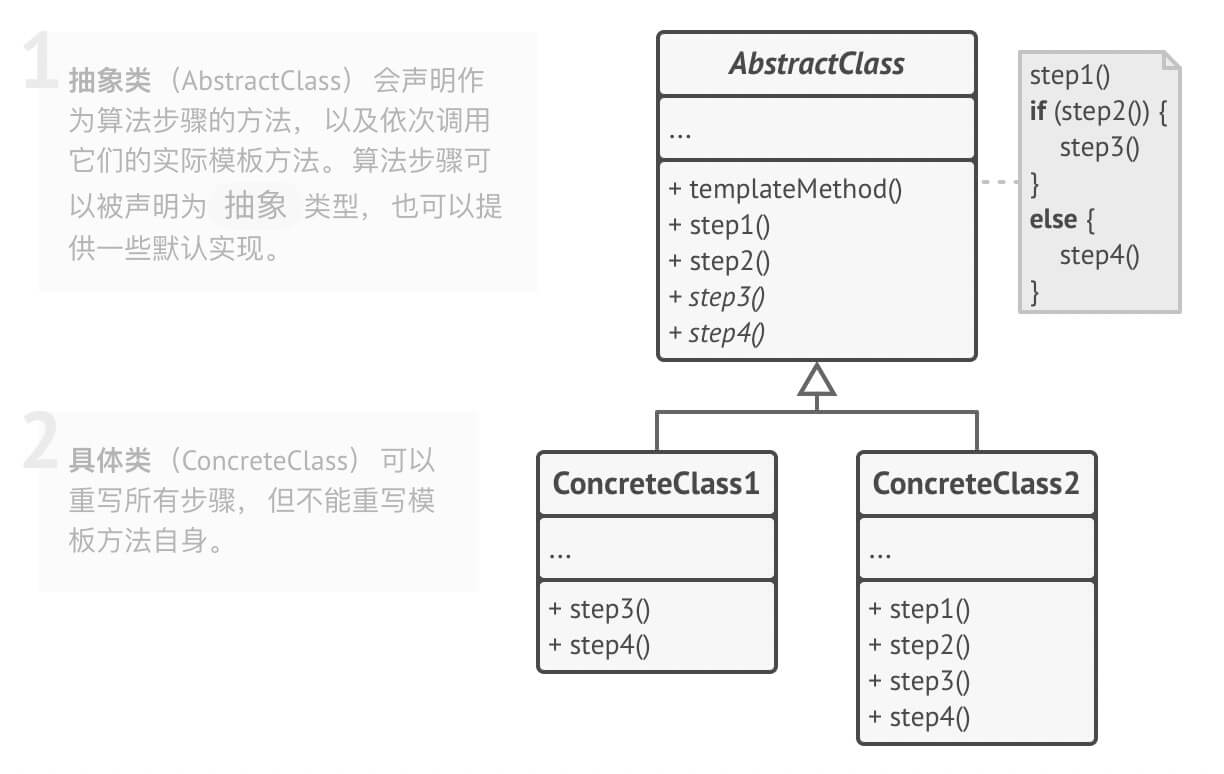 1
抽象类（AbstractClass）会声明作
为算法步骤的方法，以及依次调用
它们的实际模板方法。算法步骤可
以被声明为 抽象 类型，也可以提
供一些默认实现。
AbstractClass
...
+ templateMethod()
+ step1()
+ step2()
+ step3()
+ step4()
step1()
if (step2()) {
step3()
}
else {
step4()
}
2
具体类（ConcreteClass）可以
重写所有步骤，但不能重写模
板方法自身。
ConcreteClass1
...
+ step3()
+ step4()
ConcreteClass2
...
+ step1()
+ step2()
+ step3()
+ step4()